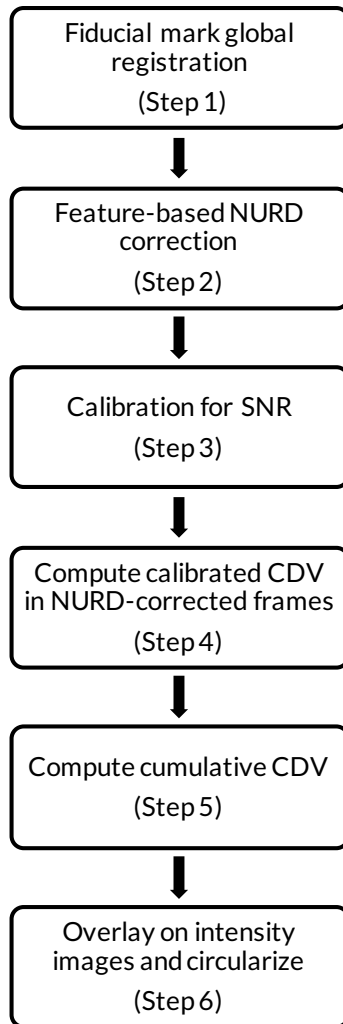 Fiducial mark global
registration
(Step 1)
Feature-based NURD
correction
(Step 2)
Calibration for SNR
(Step 3)
Compute calibrated CDV
in NURD-corrected frames
(Step 4)
Compute cumulative CDV
(Step 5)
Overlay on intensity
images and circularize
(Step 6)